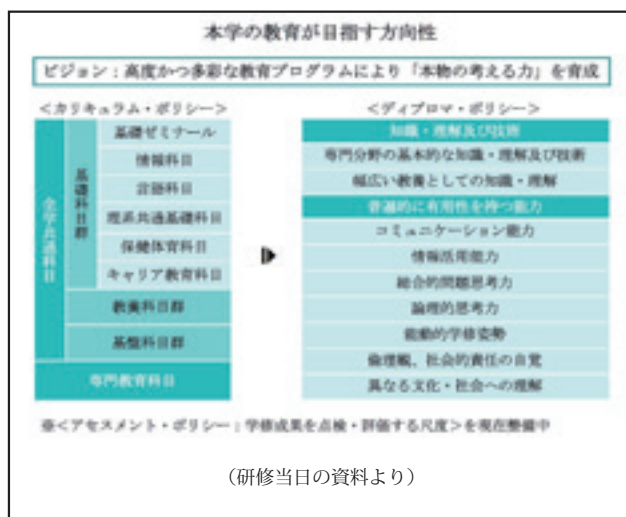 本学の教育が目指す方向性
ビジョン：高度かつ多彩な教育プログラムにより「本物の考える力」を育成
＜カリキュラム・ポリシー＞
全学共通科目
基礎科目群
基礎ゼミナール
情報科目
言語科目
理系共通基礎科目
保健体育科目
キャリア教育科目
教養科目群
基盤科目群
専門教育科目
＜ディプロマ・ポリシー＞
知識・理解及び技術
専門分野の基本的な知識・理解及び技術
幅広い教養としての知識・理解
普遍的に有用性を持つ能力
コミュニケーション能力
情報活用能力
総合的問題思考力
論理的思考力
能動的学修姿勢
倫理観、社会的責任の自覚
異なる文化・社会への理解
※＜アセスメント・ポリシー：学修成果を点検・評価する尺度＞を現在整備中
（研修当日の資料より）